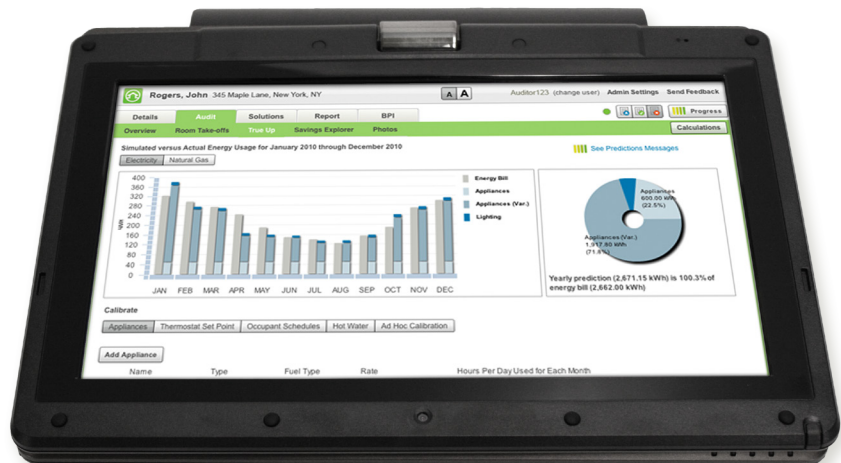 Rogers, John 345 Maple Lane, New York, NY A A Auditor123 (change user) Admin Settings Send Feedback
Details Audit Solutions Report BPI Progress
Overview Room Take-offs True Up Savings Explorer Photos Calculations
Simulated versus Actual Energy Usage for January 2010 through December 2010
See Predictions Messages
Electricity Natural Gas
400
360
320
280
240
200
160
120
80
40
0
kWh
JAN FEB MAR APR MAY JUN JUL AUG SEP OCT NOV DEC
Energy Bill
Appliances
Appliances (Var.)
Lighting
Appliances
600.00 kWh
(22.5%)
Appliances (Var.)
1,917.60 kWh
(71.8%)
Yearly prediction (2,671.15 kWh) is 100.3% of
energy bill (2,662.00 kWh)
Calibrate
Appliances Thermostat Set Point Occupant Schedules Hot Water Ad Hoc Calibration
Add Appliance
Name Type Fuel Type Rate Hours Per Day Used for Each Month